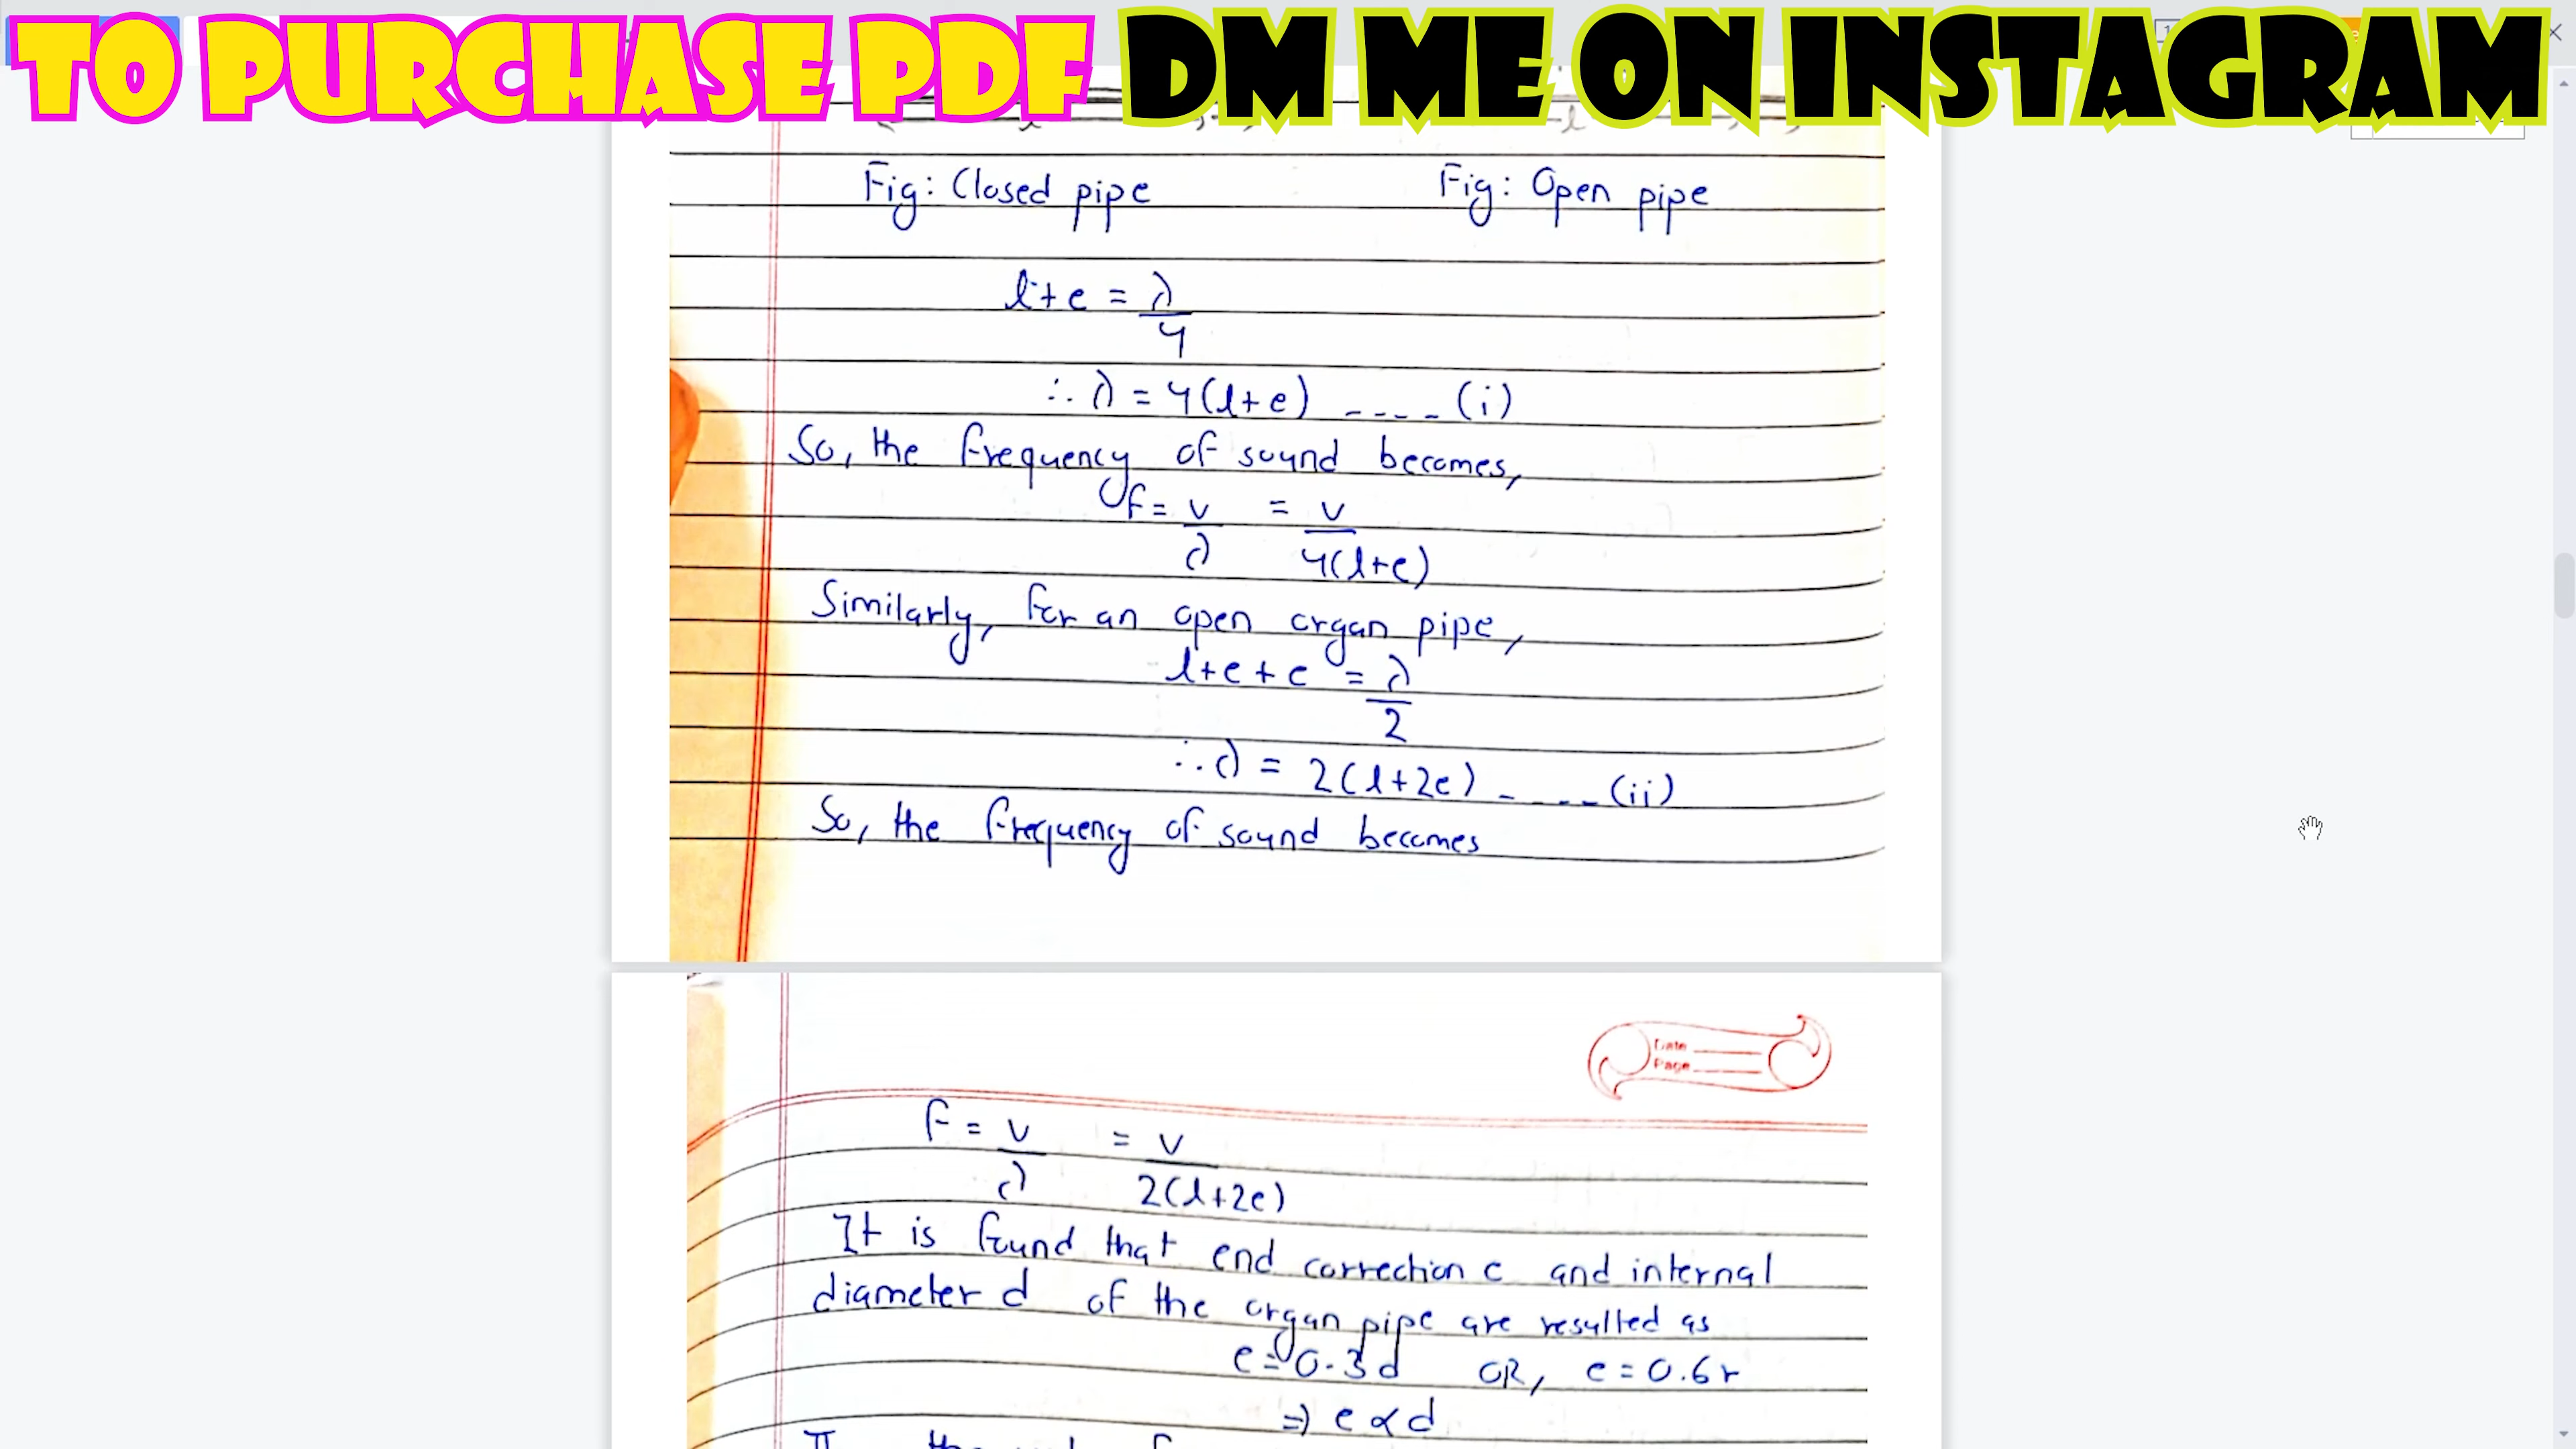 TO PURCHASE PDF DM ME ON INSTAGRAM
Fig: Closed pipe Fig: Open pipe
l+e = λ/4
∴ λ = 4(l+e) ---- (i)
So, the frequency of sound becomes,
f = v/λ = v/4(l+e)
Similarly, for an open organ pipe,
l+e+e = λ/2
∴ λ = 2(l+2e) ---- (ii)
So, the frequency of sound becomes
Date
Page
f = v/λ = v/2(l+2e)
It is found that end correction e and internal
diameter d of the organ pipe are resulted as
e = 0.3d OR, e = 0.6r
⇒ e ∝ d